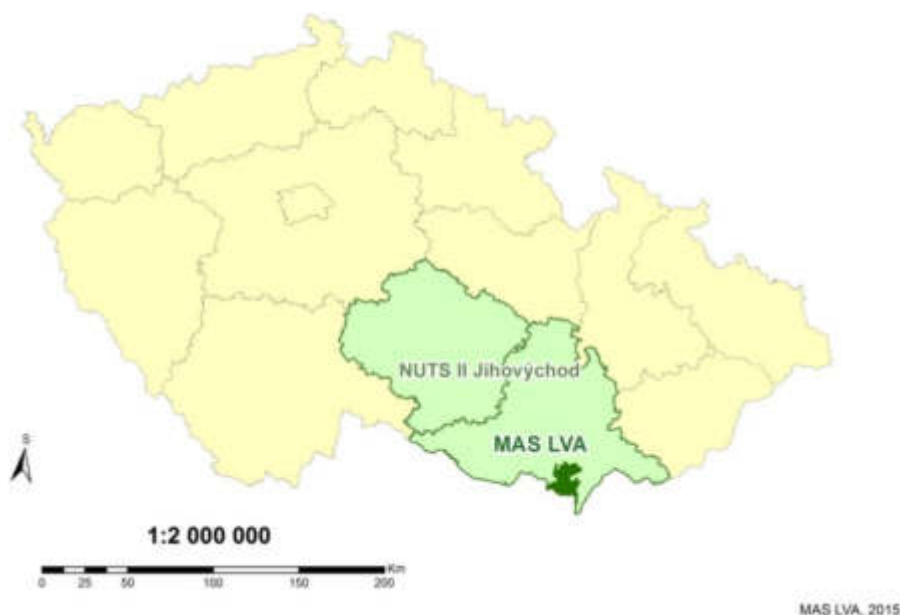 NUTS II Jihovýchod
MAS LVA
S
1:2 000 000
Km
0 25 50 100 150 200
MAS LVA, 2015